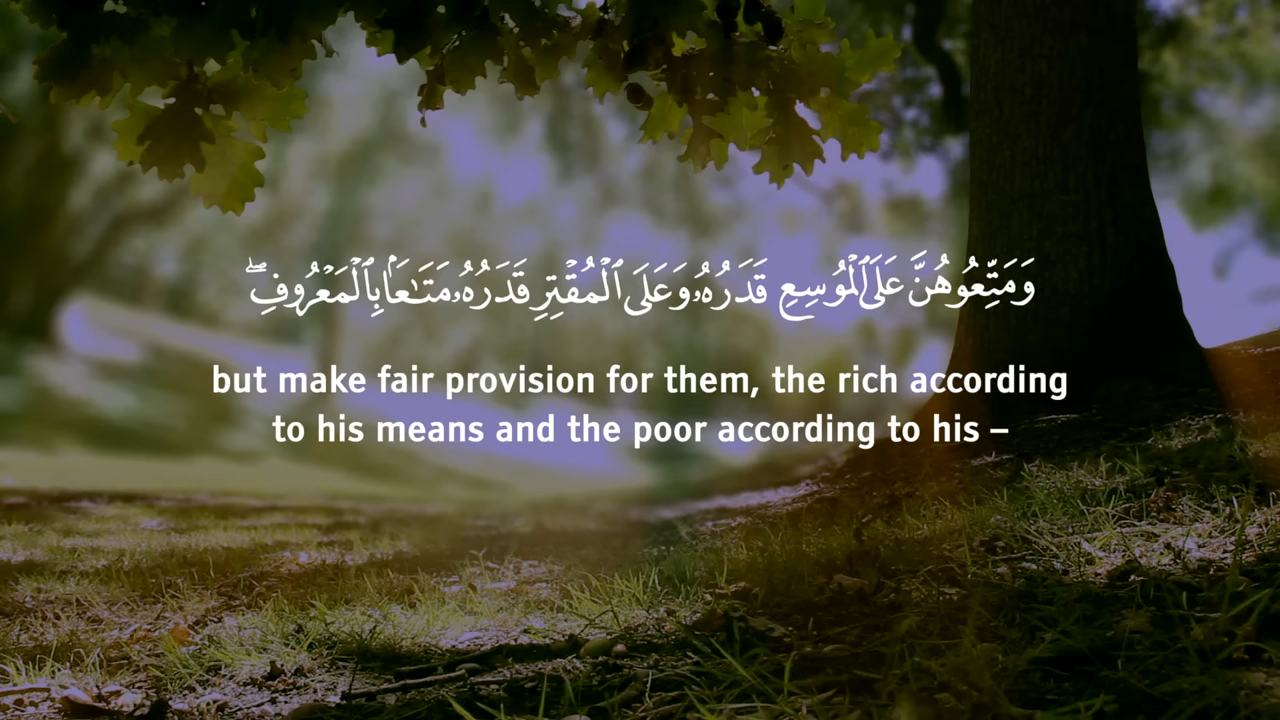 وَمَتِّعُوهُنَّ عَلَى ٱلْمُوسِعِ قَدَرُهُۥ وَعَلَى ٱلْمُقْتِرِ قَدَرُهُۥ مَتَـٰعًۢا بِٱلْمَعْرُوفِ ۖ
but make fair provision for them, the rich according
to his means and the poor according to his –